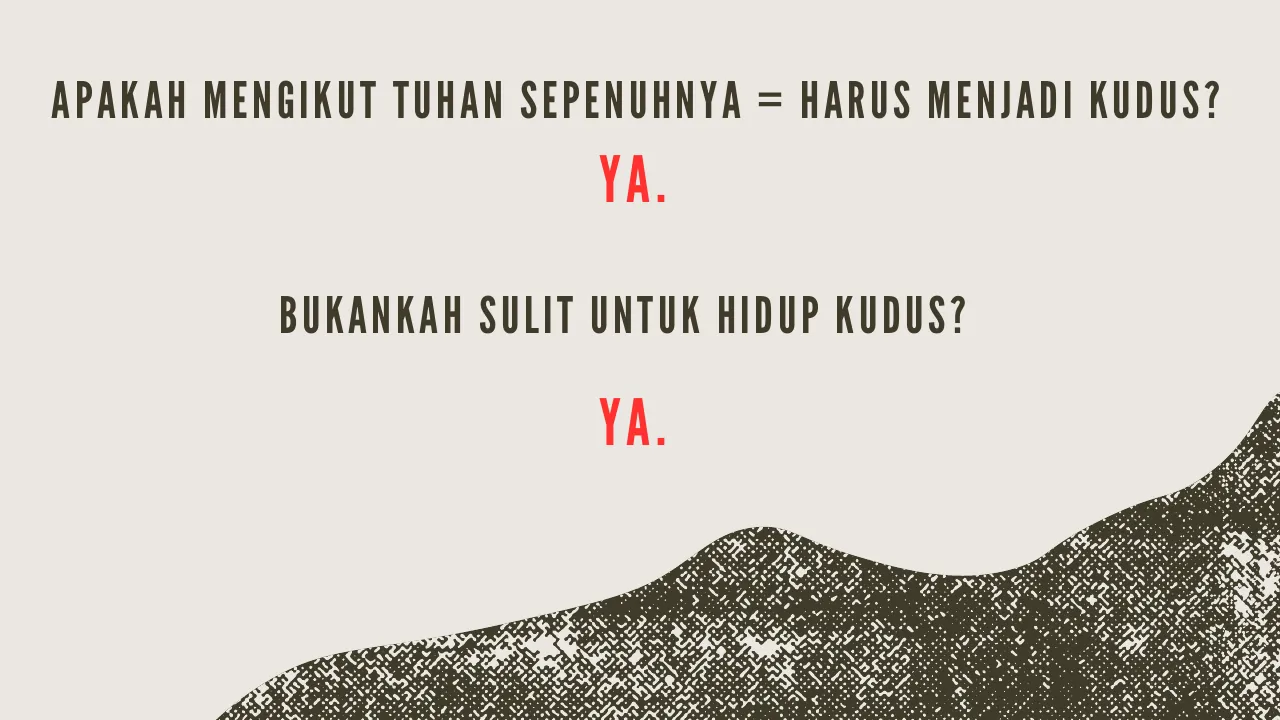 APAKAH MENGIKUT TUHAN SEPENUHNYA = HARUS MENJADI KUDUS?
YA.
BUKANKAH SULIT UNTUK HIDUP KUDUS?
YA.